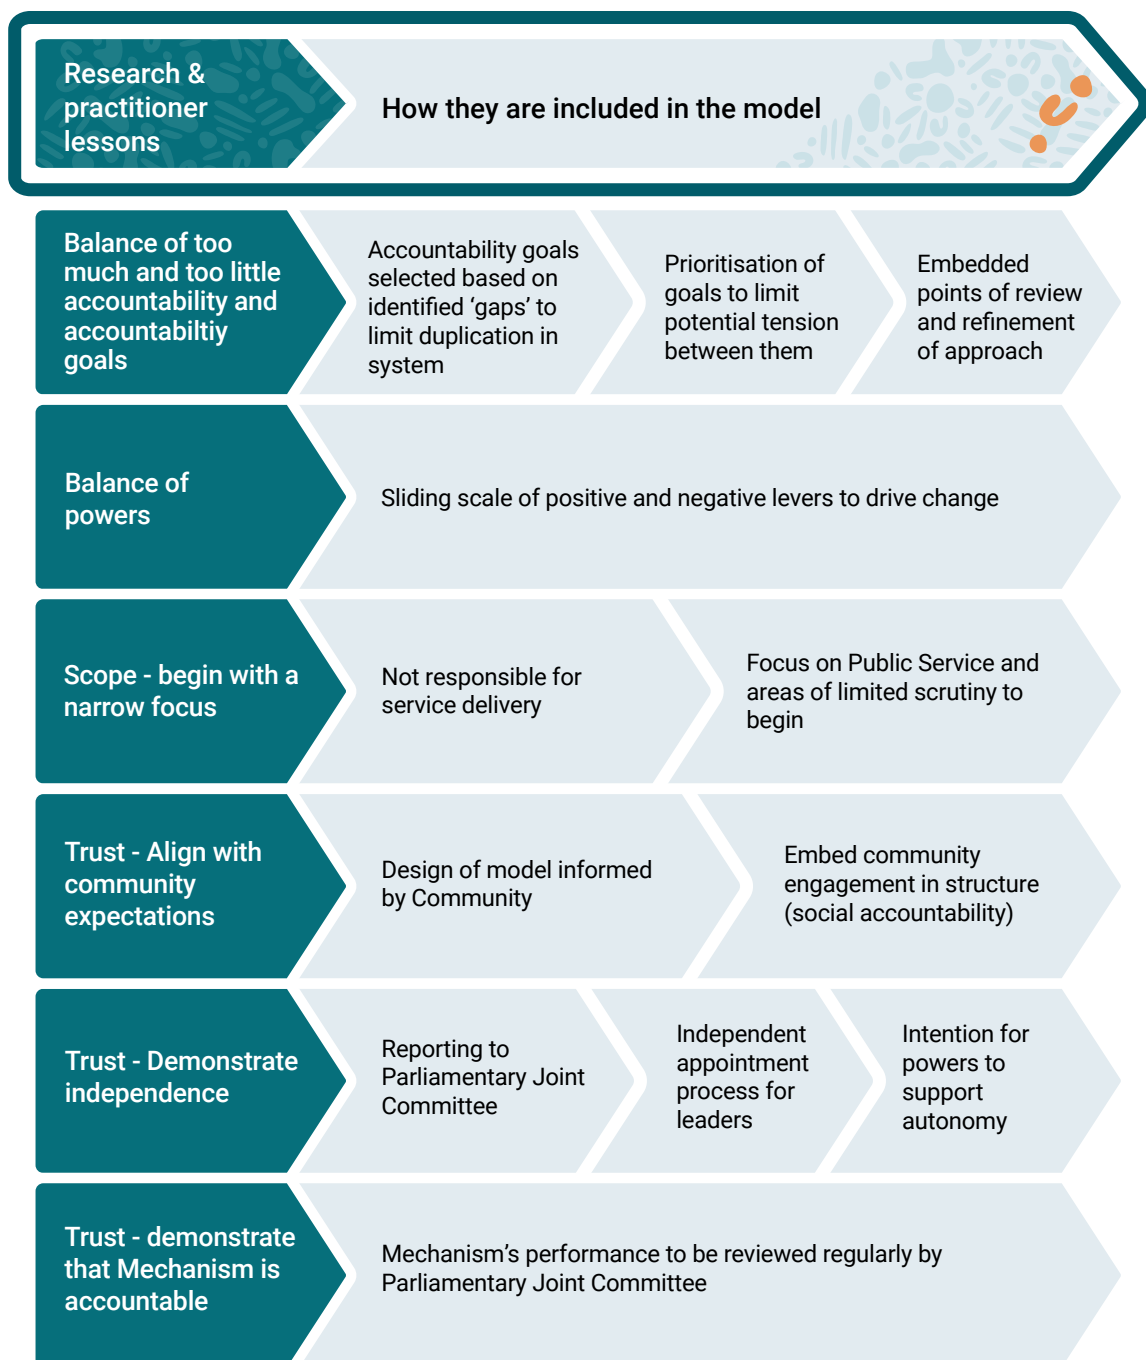 Research &
practitioner
lessons
How they are included in the model
Balance of too
much and too little
accountability and
accountabiltiy
goals
Accountability goals
selected based on
identified ‘gaps’ to
limit duplication in
system
Prioritisation of
goals to limit
potential tension
between them
Embedded
points of review
and refinement
of approach
Balance of
powers
Sliding scale of positive and negative levers to drive change
Scope - begin with a
narrow focus
Not responsible for
service delivery
Focus on Public Service and
areas of limited scrutiny to
begin
Trust - Align with
community
expectations
Design of model informed
by Community
Embed community
engagement in structure
(social accountability)
Trust - Demonstrate
independence
Reporting to
Parliamentary Joint
Committee
Independent
appointment
process for
leaders
Intention for
powers to
support
autonomy
Trust - demonstrate
that Mechanism is
accountable
Mechanism’s performance to be reviewed regularly by
Parliamentary Joint Committee